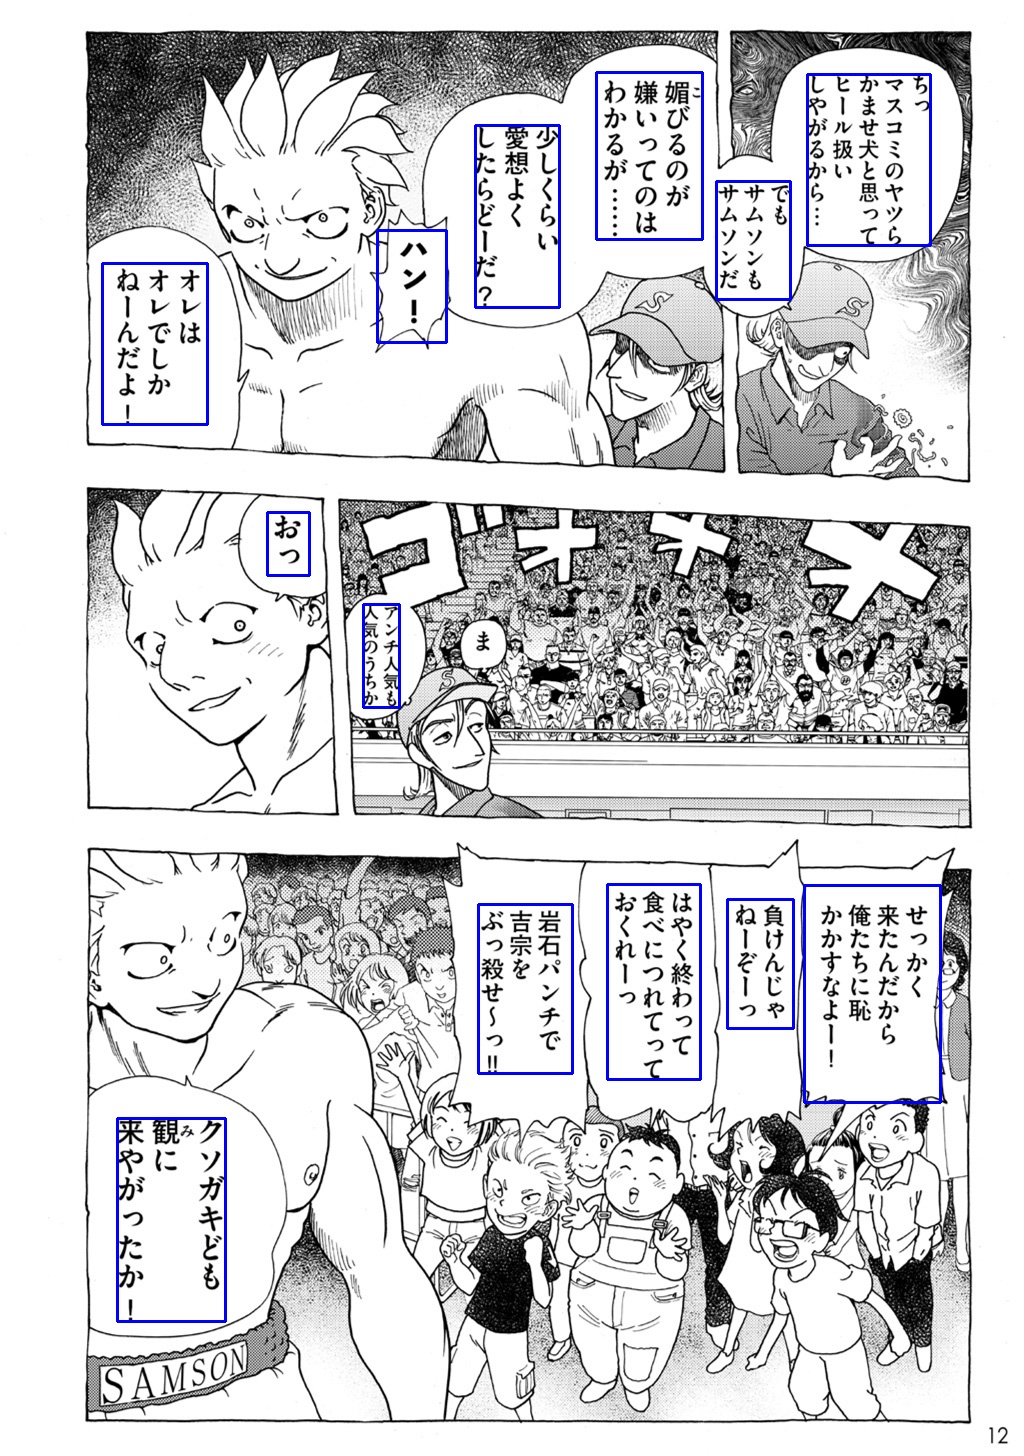 ちっ
マスコミのヤツら
かませ犬と思って
ヒール扱い
しやがるから…
でも
サムソンも
サムソンだ
媚びるのが
こ
嫌いってのは
わかるが……
少しくらい
愛想よく
したらどーだ？
ハン！
オレは
オレでしか
ねーんだよ！
S
S
ゴォォォ
ま
アンチ人気も
人気のうちか
S
おっ
せっかく
来たんだから
俺たちに恥
かかすなよー！
負けんじゃ
ねーぞーっ
はやく終わって
食べにつれてって
おくれーっ
岩石パンチで
吉宗を
ぶっ殺せ〜っ!!
クソガキども
観に
み
来やがったか！
SAMSON
12